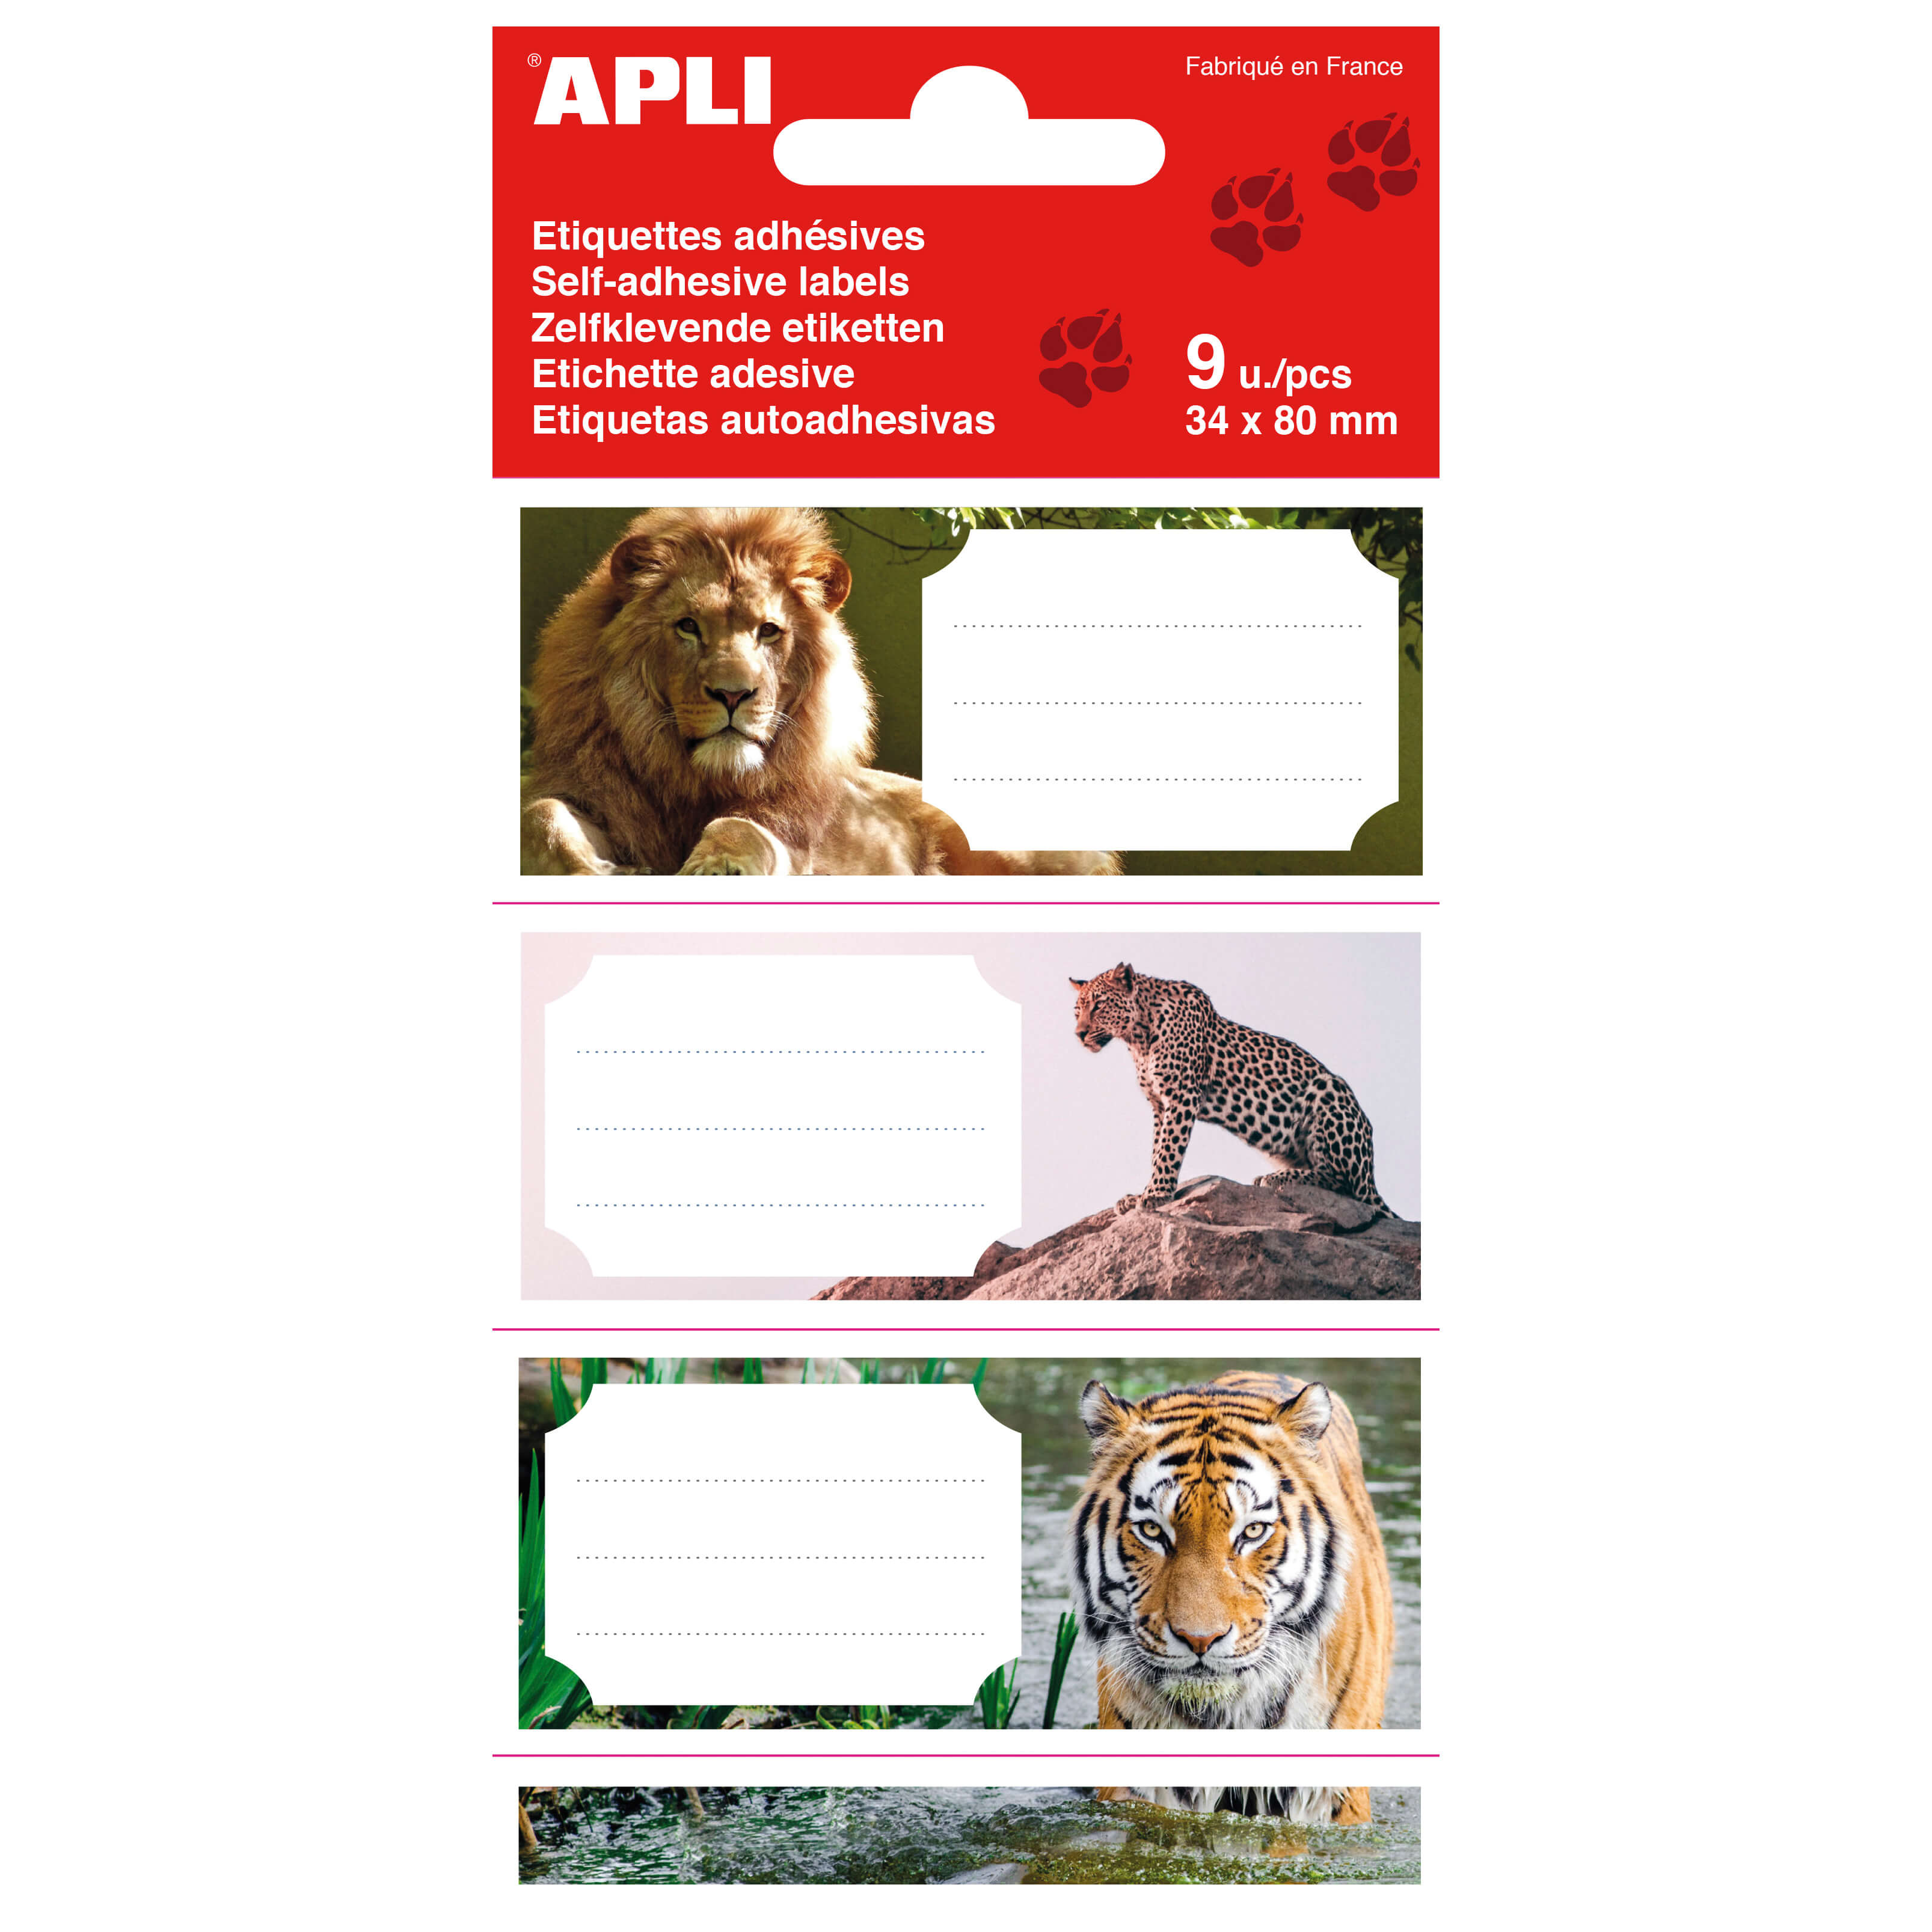 ® APLI
Fabriqué en France
Etiquettes adhésives
Self-adhesive labels
Zelfklevende etiketten
Etichette adesive
Etiquetas autoadhesivas
9 u./pcs
34 x 80 mm